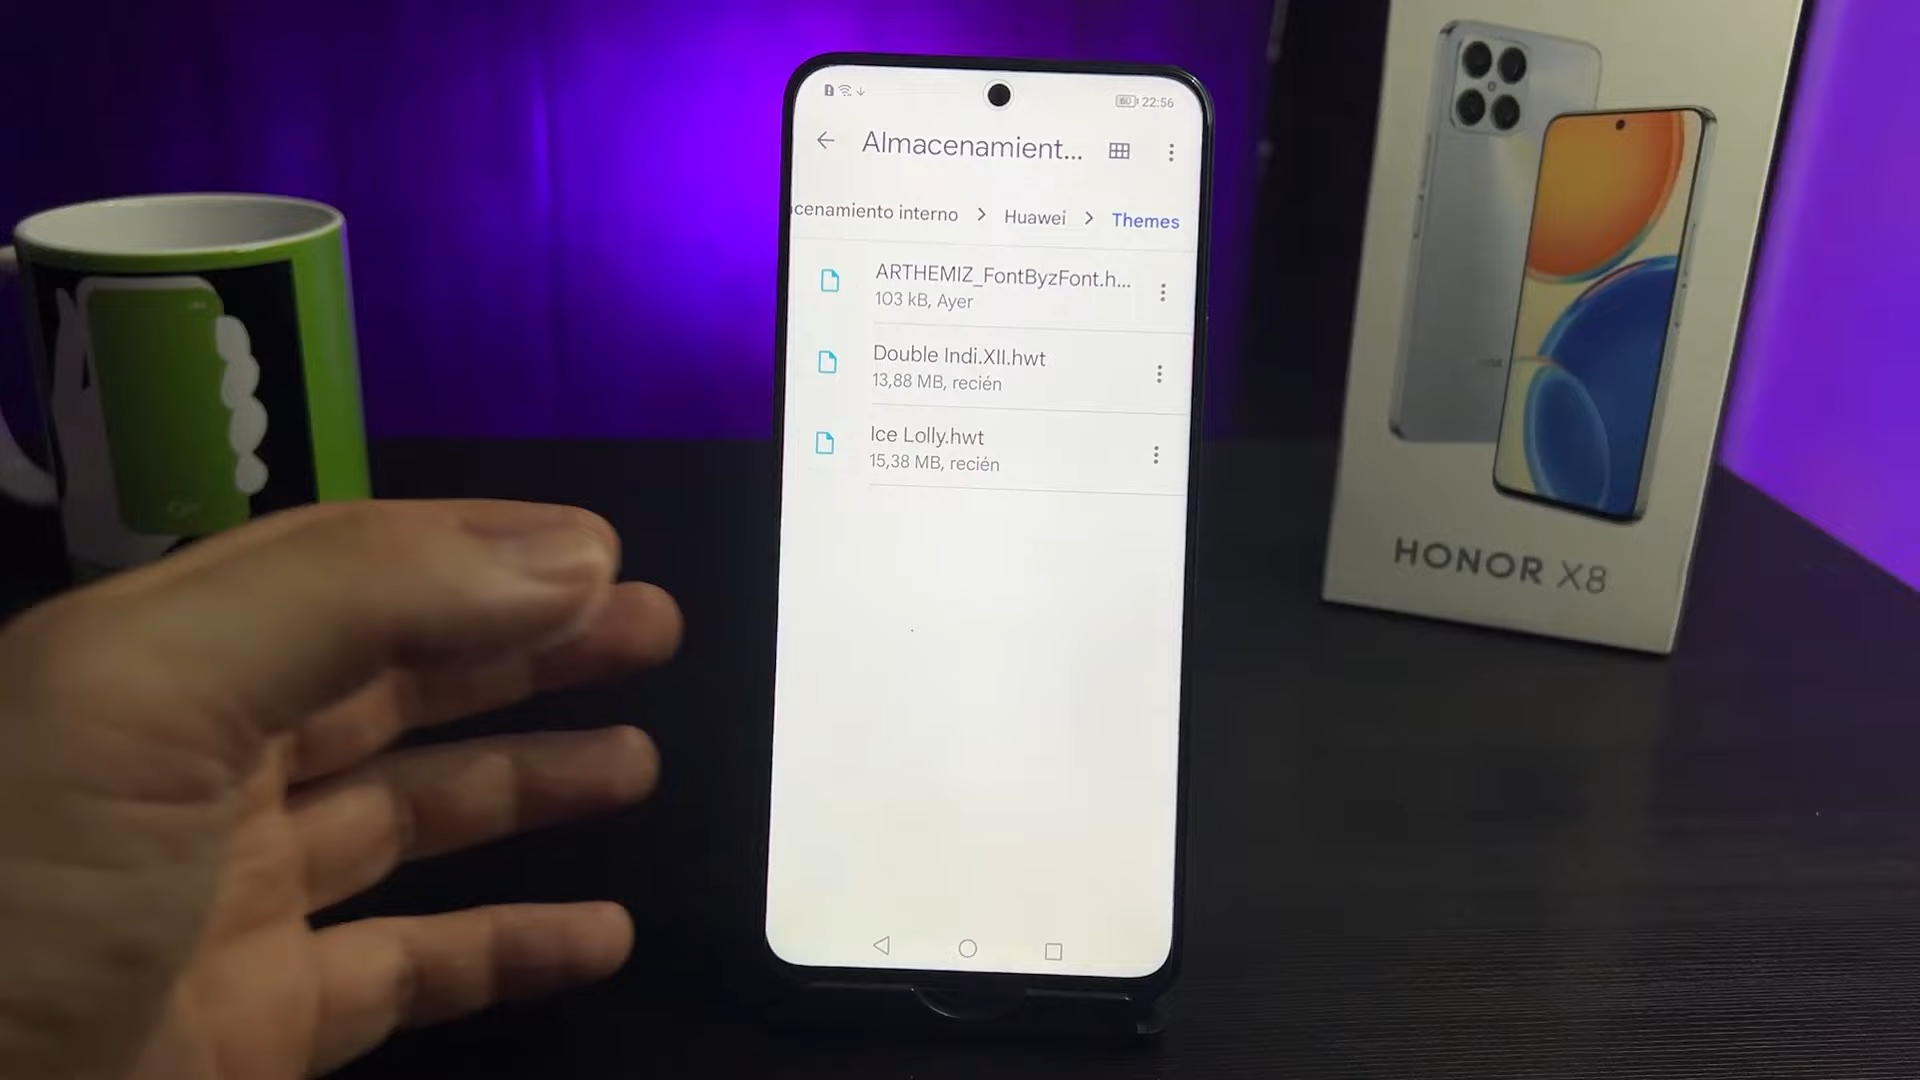 60 22:56
Almacenamient...
cenamiento interno > Huawei > Themes
ARTHEMIZ_FontByzFont.h...
103 kB, Ayer
Double Indi.XII.hwt
13,88 MB, recién
Ice Lolly.hwt
15,38 MB, recién
HONOR X8